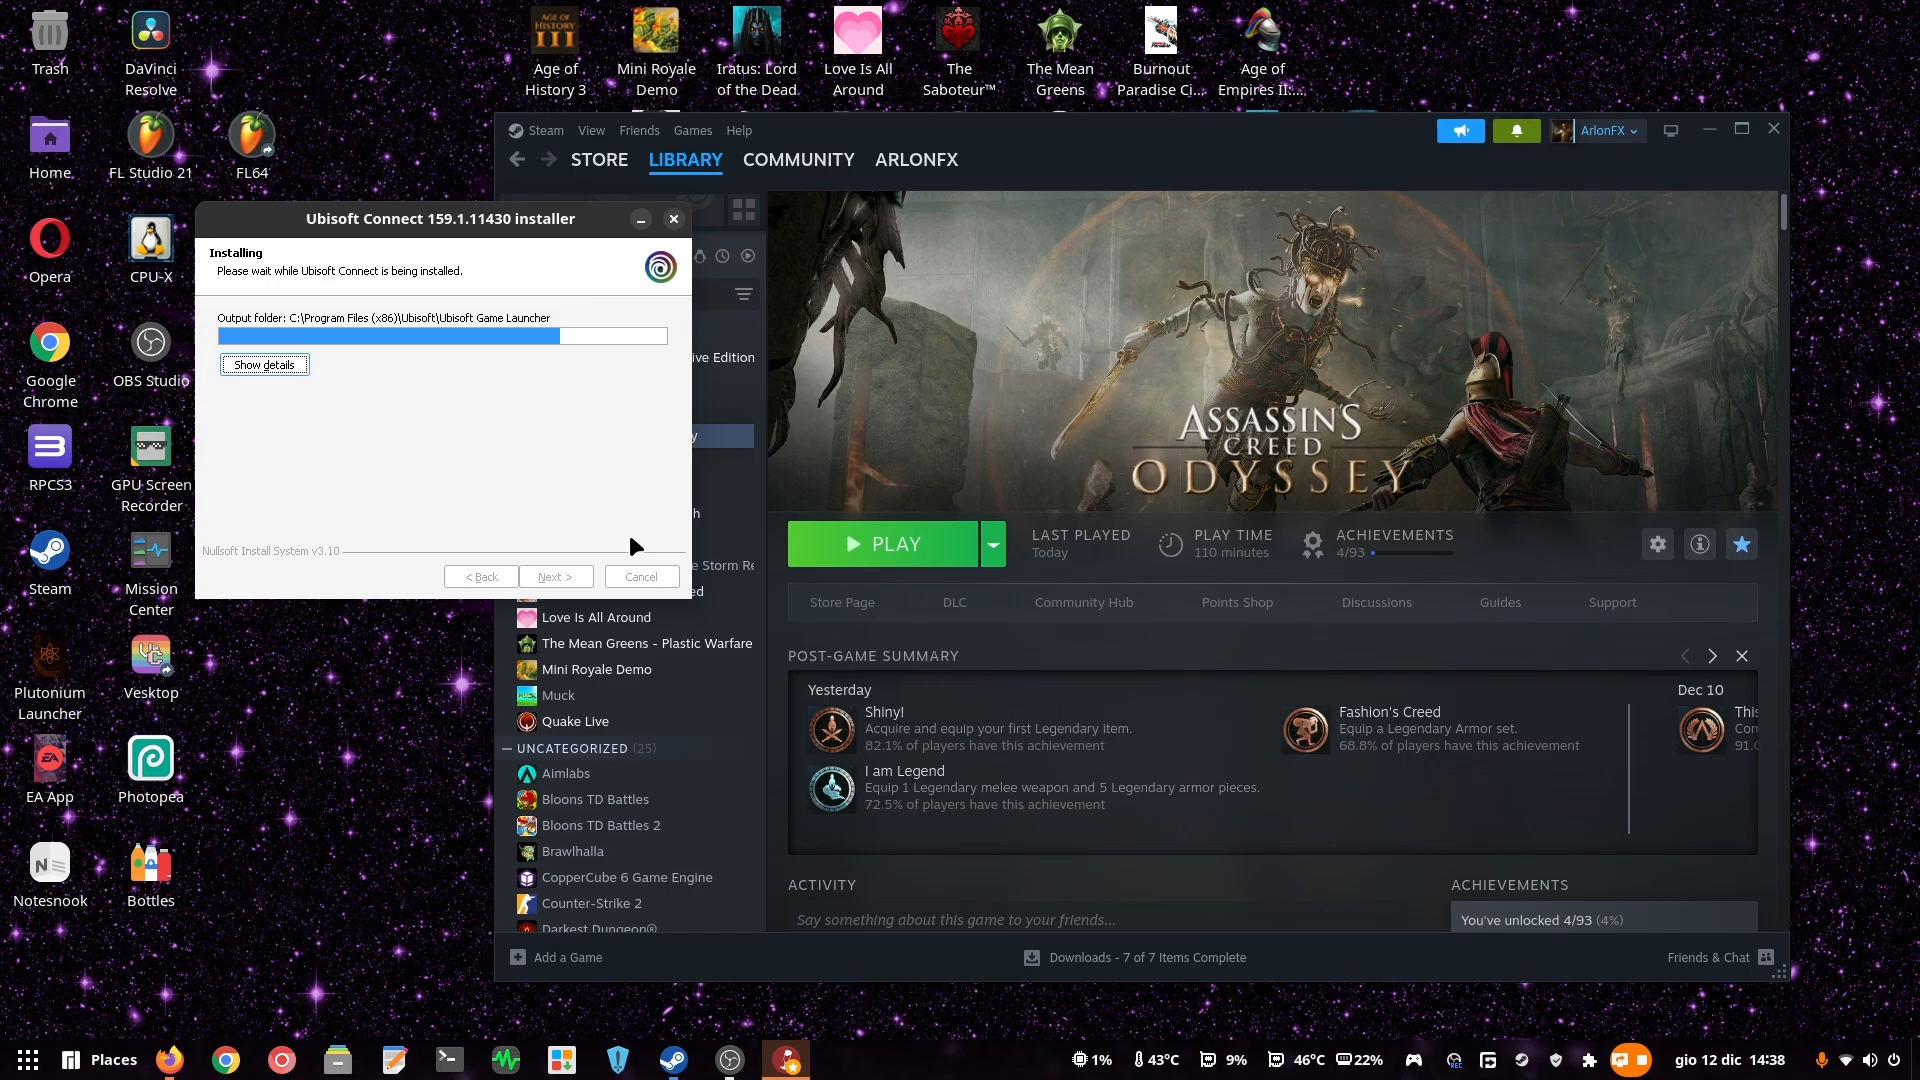 Trash
DaVinci
Resolve
Age of
History 3
Mini Royale
Demo
Iratus: Lord
of the Dead
Love Is All
Around
The
Saboteur™
The Mean
Greens
Burnout
Paradise Ci...
Age of
Empires II:...
AGE OF
HISTORY
III
Home
FL Studio 21
FL64
Opera
CPU-X
Google
Chrome
OBS Studio
RPCS3
GPU Screen
Recorder
Steam
Mission
Center
Plutonium
Launcher
Vesktop
EA App
Photopea
Notesnook
Bottles
Steam View Friends Games Help
ArlonFX
STORE LIBRARY COMMUNITY ARLONFX
Ubisoft Connect 159.1.11430 installer
Installing
Please wait while Ubisoft Connect is being installed.
Output folder: C:\Program Files (x86)\Ubisoft\Ubisoft Game Launcher
Show details
Nullsoft Install System v3.10
< Back
Next >
Cancel
ive Edition
y
h
e Storm Re
ed
Love Is All Around
The Mean Greens - Plastic Warfare
Mini Royale Demo
Muck
Quake Live
UNCATEGORIZED (25)
Aimlabs
Bloons TD Battles
Bloons TD Battles 2
Brawlhalla
CopperCube 6 Game Engine
Counter-Strike 2
Darkest Dungeon®
ASSASSIN'S
CREED
ODYSSEY
PLAY
LAST PLAYED
Today
PLAY TIME
110 minutes
ACHIEVEMENTS
4/93
Store Page DLC Community Hub Points Shop Discussions Guides Support
POST-GAME SUMMARY
Yesterday
Shiny!
Acquire and equip your first Legendary item.
82.1% of players have this achievement
Fashion's Creed
Equip a Legendary Armor set.
68.8% of players have this achievement
I am Legend
Equip 1 Legendary melee weapon and 5 Legendary armor pieces.
72.5% of players have this achievement
Dec 10
This
Con
91.
ACTIVITY
Say something about this game to your friends...
ACHIEVEMENTS
You've unlocked 4/93 (4%)
Add a Game
Downloads - 7 of 7 Items Complete
Friends & Chat
Places
1% 43°C 9% 46°C 22%
REC
gio 12 dic 14:38